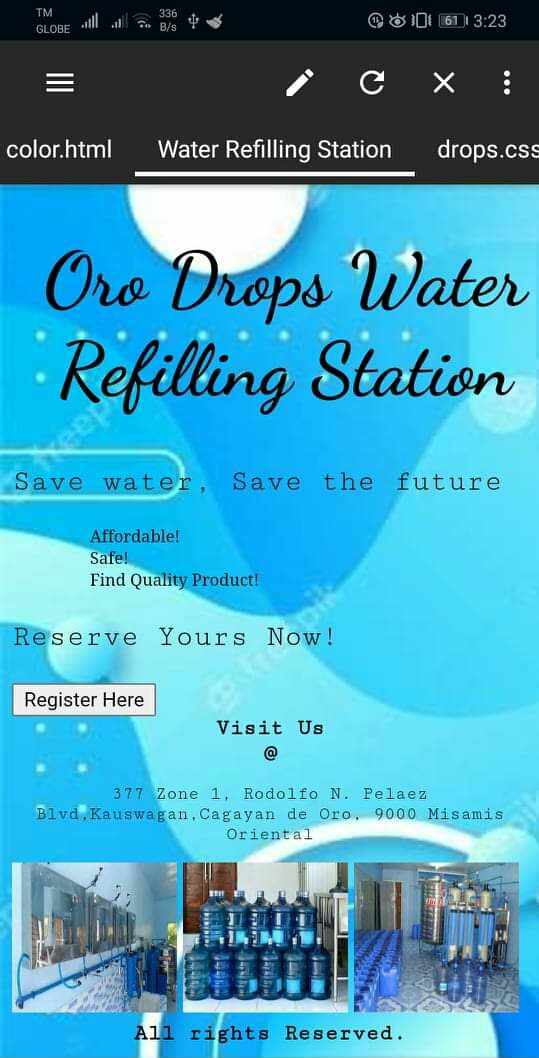 TM
GLOBE
336
B/s
61
3:23
color.html
Water Refilling Station
drops.css
Oro Drops Water
Refilling Station
Save water, Save the future
Affordable!
Safe!
Find Quality Product!
Reserve Yours Now!
Register Here
Visit Us
@
377 Zone 1, Rodolfo N. Pelaez
Blvd,Kauswagan,Cagayan de Oro, 9000 Misamis
Oriental
All rights Reserved.
freepik
freepik